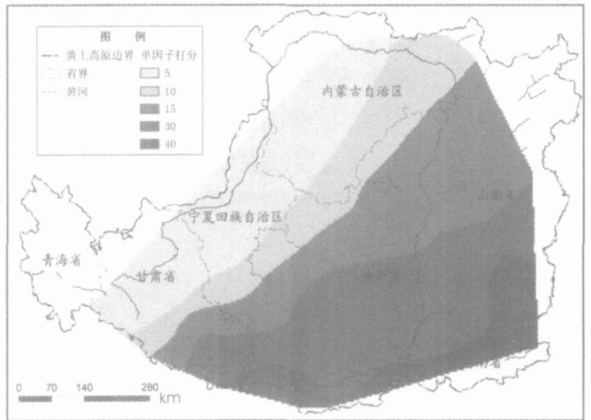 图 例
黄土高原边界 单因子打分
省界 5
黄河 10
15
30
40
内蒙古自治区
宁夏回族自治区
青海省
甘肃省
0 70 140 280
km